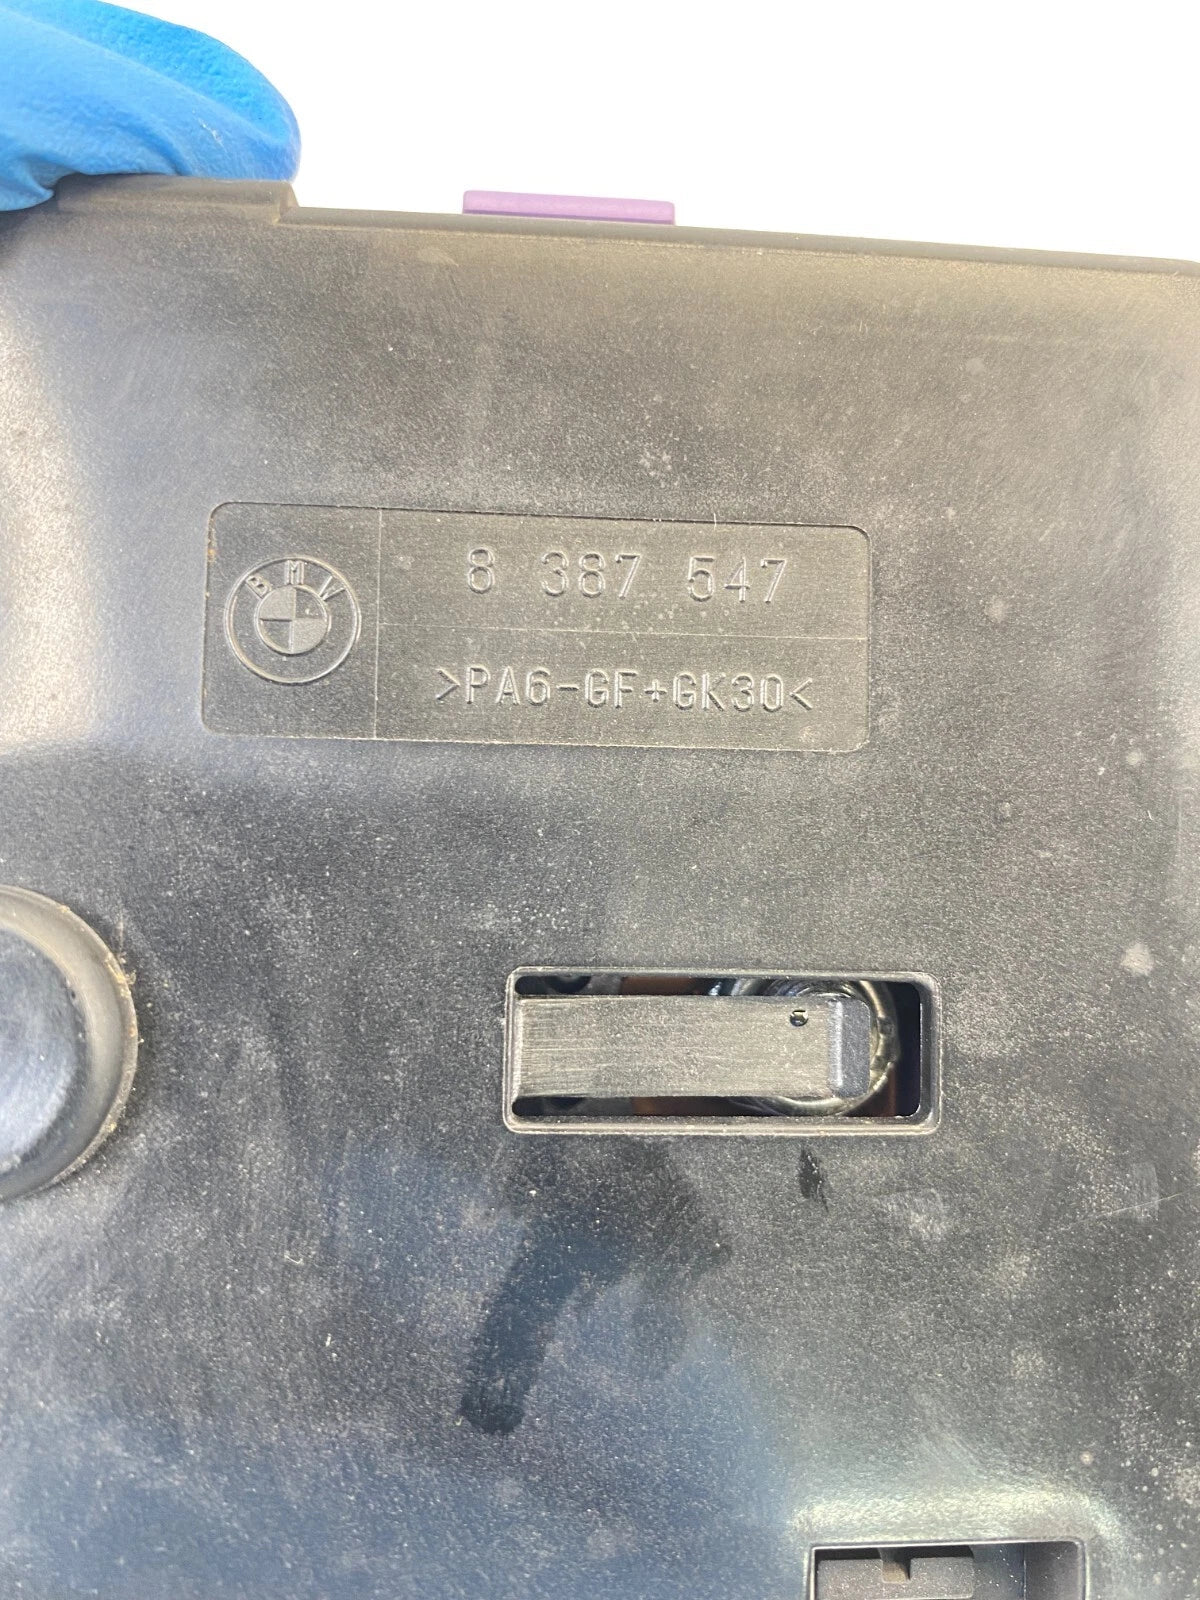 BMW
8 387 547
>PA6-GF+GK30<